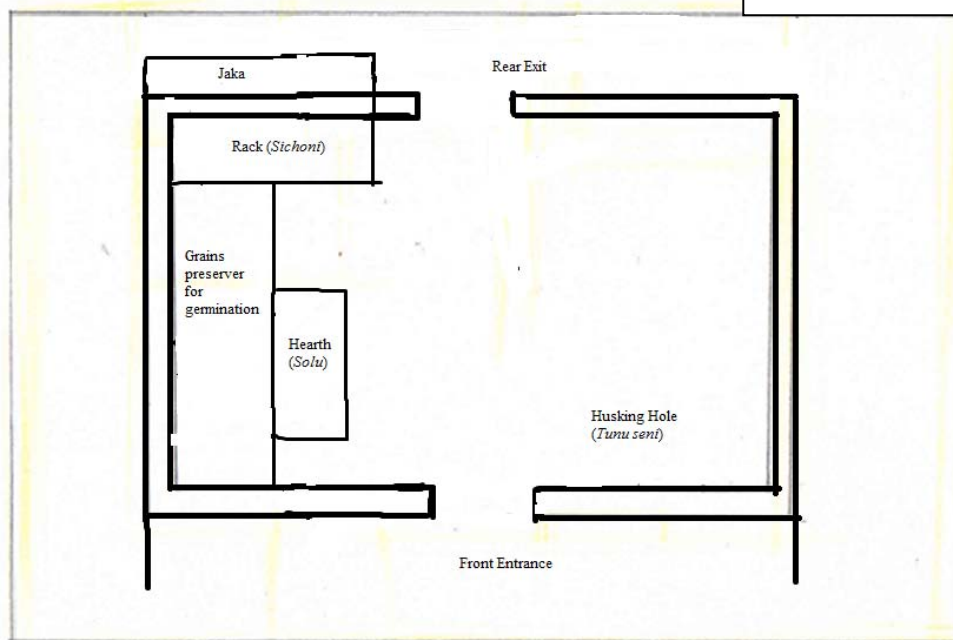 Jaka
Rear Exit
Rack (Sichoni)
Grains
preserver
for
germination
Hearth
(Solu)
Husking Hole
(Tunu seni)
Front Entrance